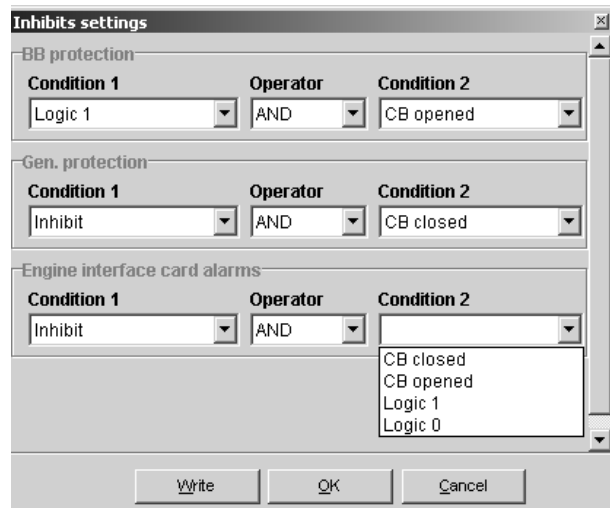 Inhibits settings
BB protection
Condition 1 Operator Condition 2
Logic 1 AND CB opened
Gen. protection
Condition 1 Operator Condition 2
Inhibit AND CB closed
Engine interface card alarms
Condition 1 Operator Condition 2
Inhibit AND
CB closed
CB opened
Logic 1
Logic 0
Write OK Cancel